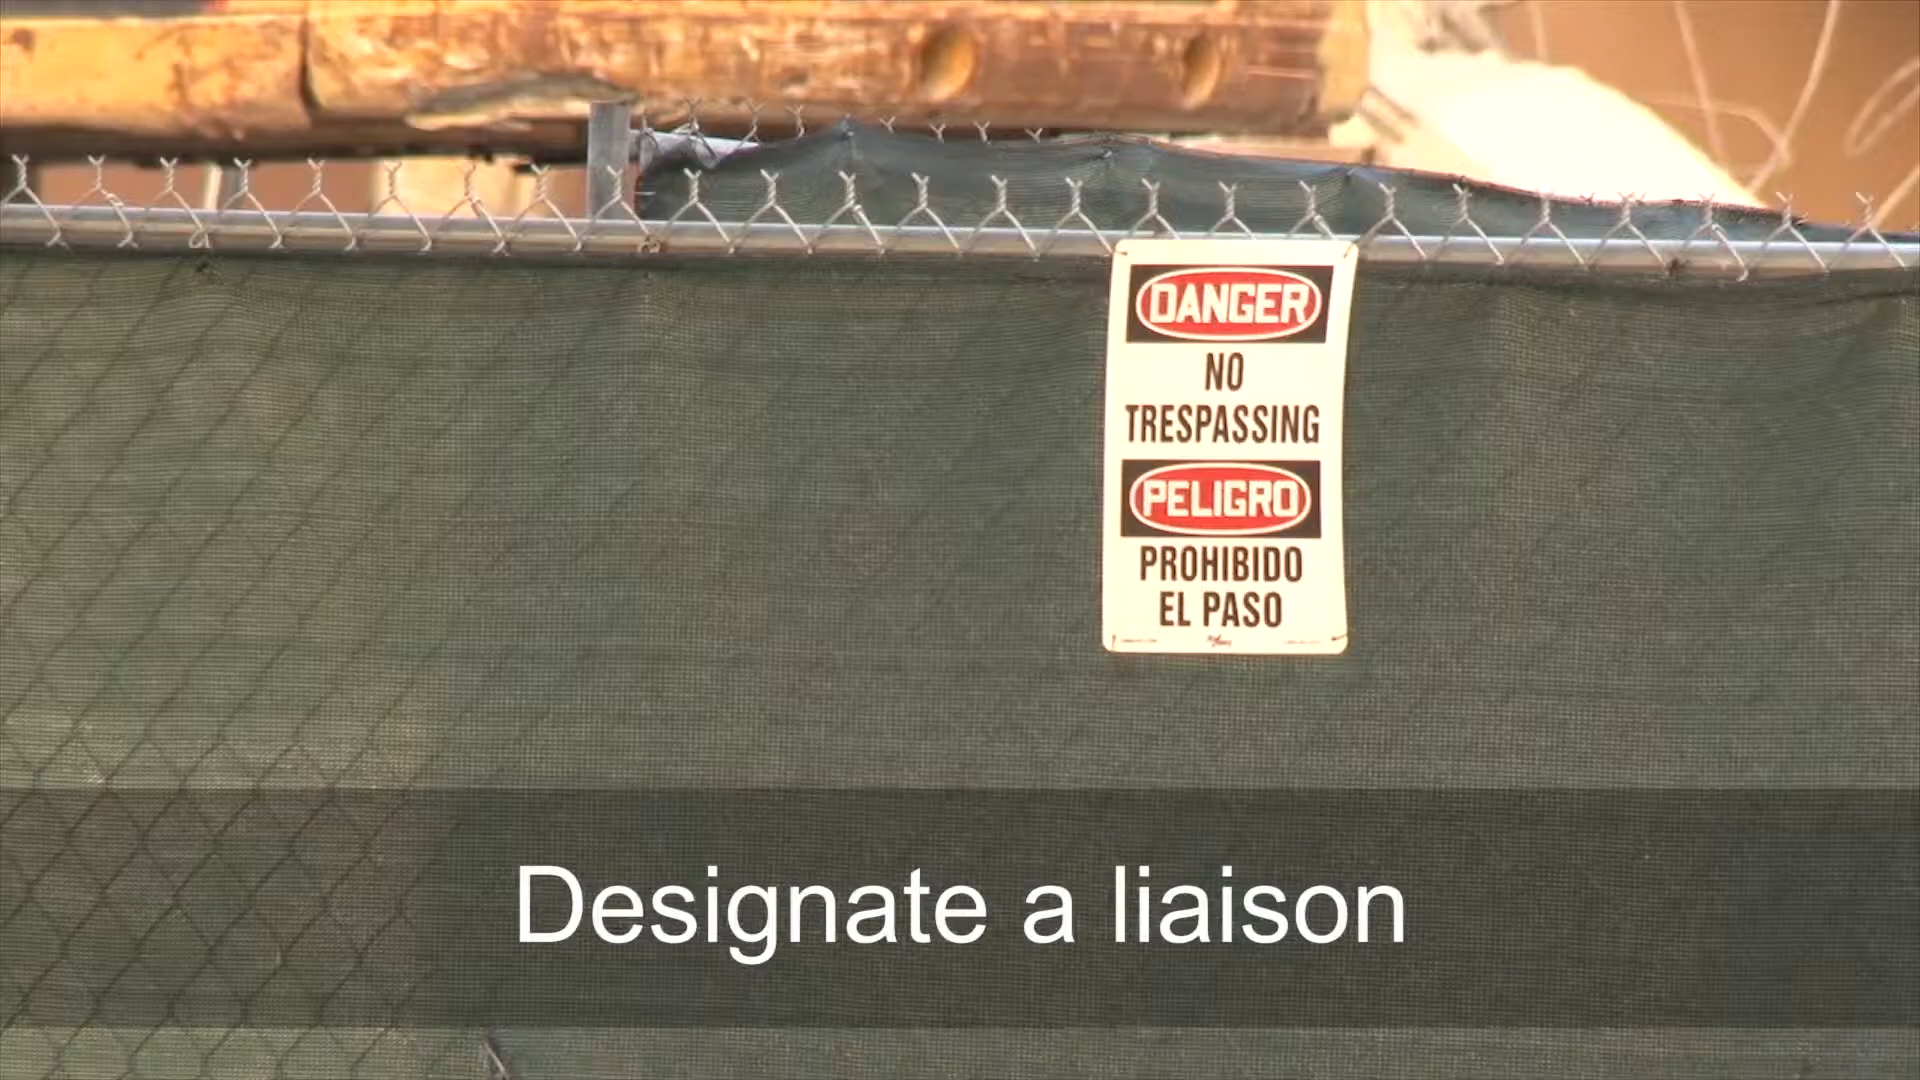 DANGER
NO
TRESPASSING
PELIGRO
PROHIBIDO
EL PASO
Designate a liaison